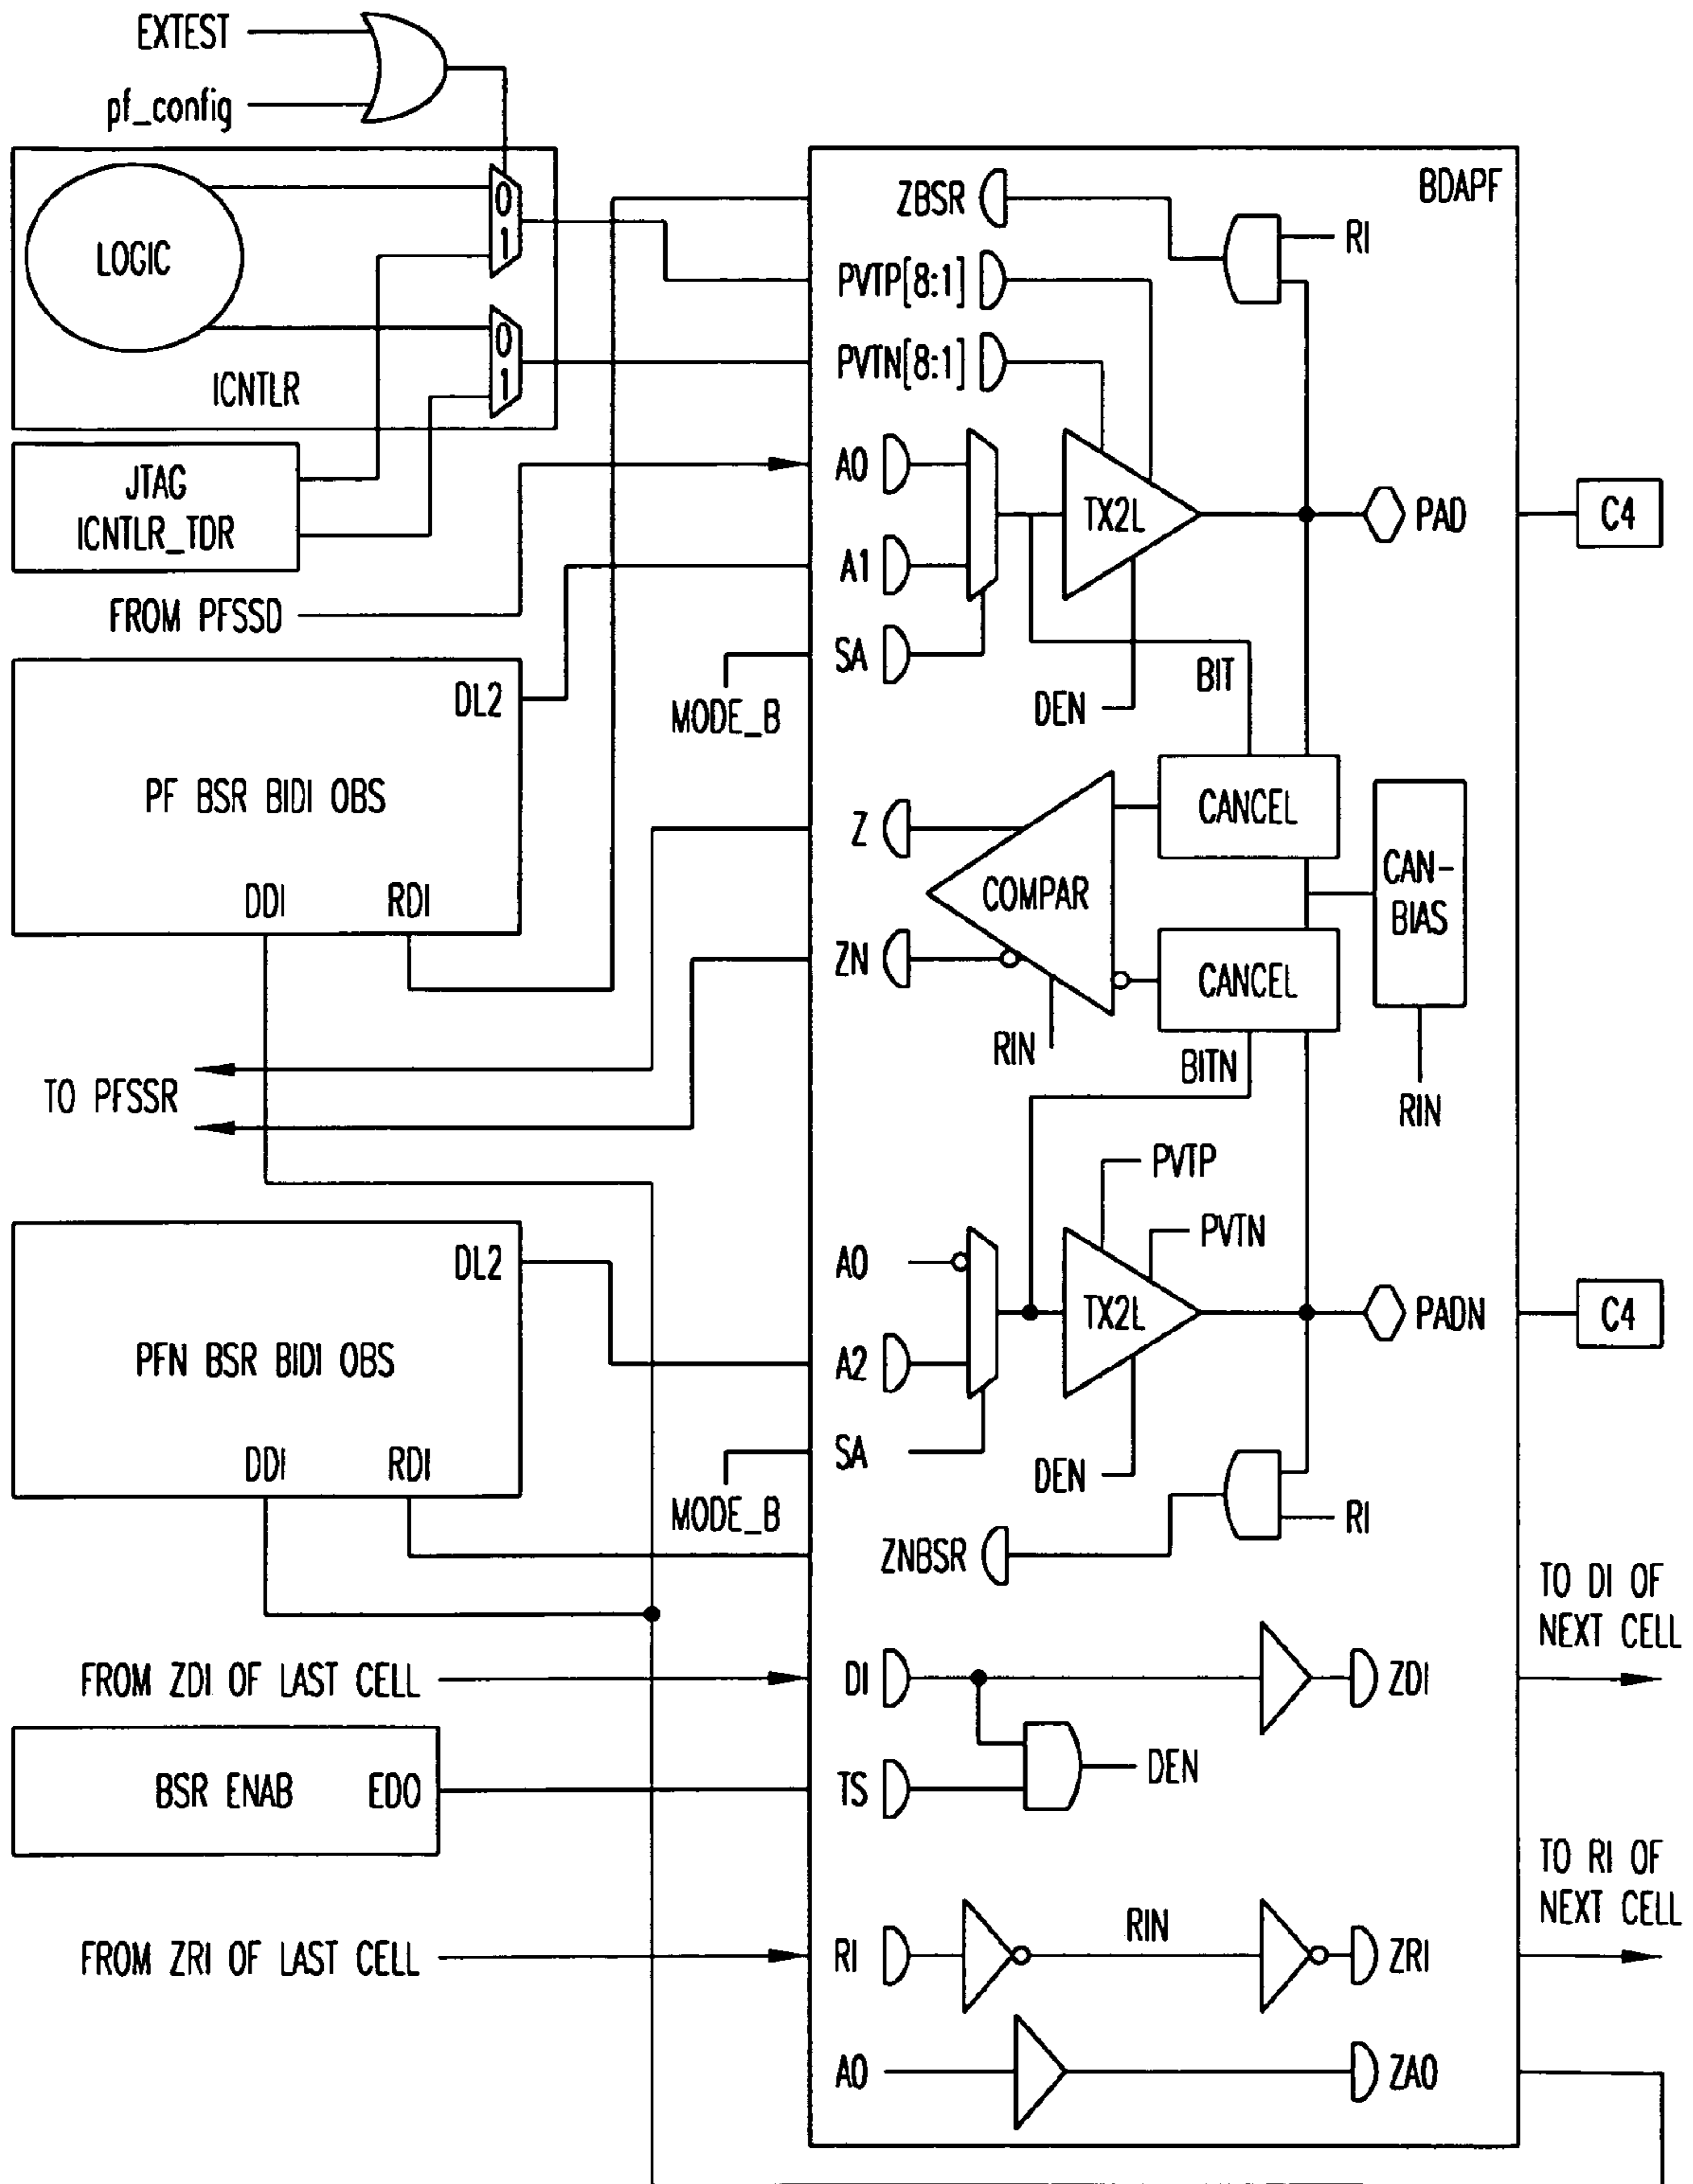 EXTEST
pf_config
BDAPF
0
ZBSR
RI
LOGIC
1
PVTP[8:1]
0
PVTN[8:1]
ICNTLR
1
JTAG
ICNTLR_TDR
A0
TX2L
PAD
C4
A1
FROM PFSSD
SA
BIT
DL2
MODE_B
DEN
PF BSR BIDI OBS
Z
CANCEL
CAN-
BIAS
COMPAR
DDI
RDI
ZN
CANCEL
RIN
BITN
TO PFSSR
RIN
PVTP
PVTN
DL2
A0
TX2L
PADN
C4
PFN BSR BIDI OBS
A2
SA
DDI
RDI
DEN
MODE_B
RI
ZNBSR
TO DI OF
NEXT CELL
FROM ZDI OF LAST CELL
DI
ZDI
BSR ENAB
EDO
TS
DEN
TO RI OF
NEXT CELL
RIN
FROM ZRI OF LAST CELL
RI
ZRI
A0
ZA0